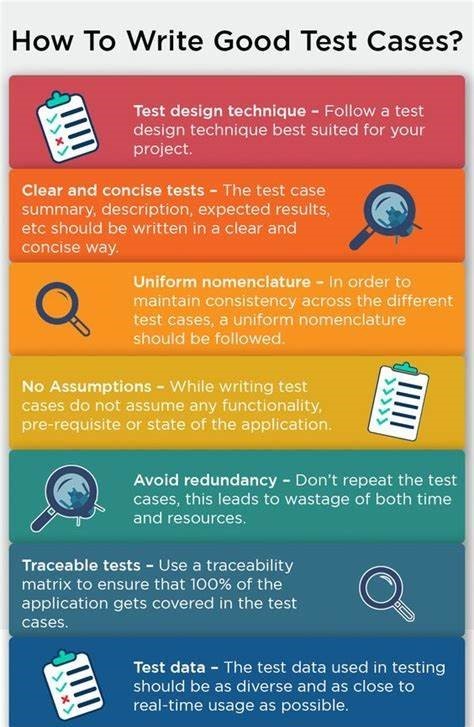 How To Write Good Test Cases?
Test design technique – Follow a test
design technique best suited for your
project.
Clear and concise tests – The test case
summary, description, expected results,
etc should be written in a clear and
concise way.
Uniform nomenclature – In order to
maintain consistency across the different
test cases, a uniform nomenclature
should be followed.
No Assumptions – While writing test
cases do not assume any functionality,
pre-requisite or state of the application.
Avoid redundancy – Don't repeat the test
cases, this leads to wastage of both time
and resources.
Traceable tests – Use a traceability
matrix to ensure that 100% of the
application gets covered in the test
cases.
Test data – The test data used in testing
should be as diverse and as close to
real-time usage as possible.